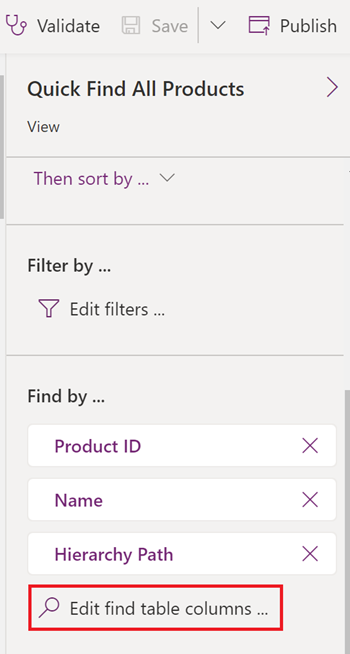 Validate Save Publish
Quick Find All Products
View
Then sort by ...
Filter by ...
Edit filters ...
Find by ...
Product ID
Name
Hierarchy Path
Edit find table columns ...